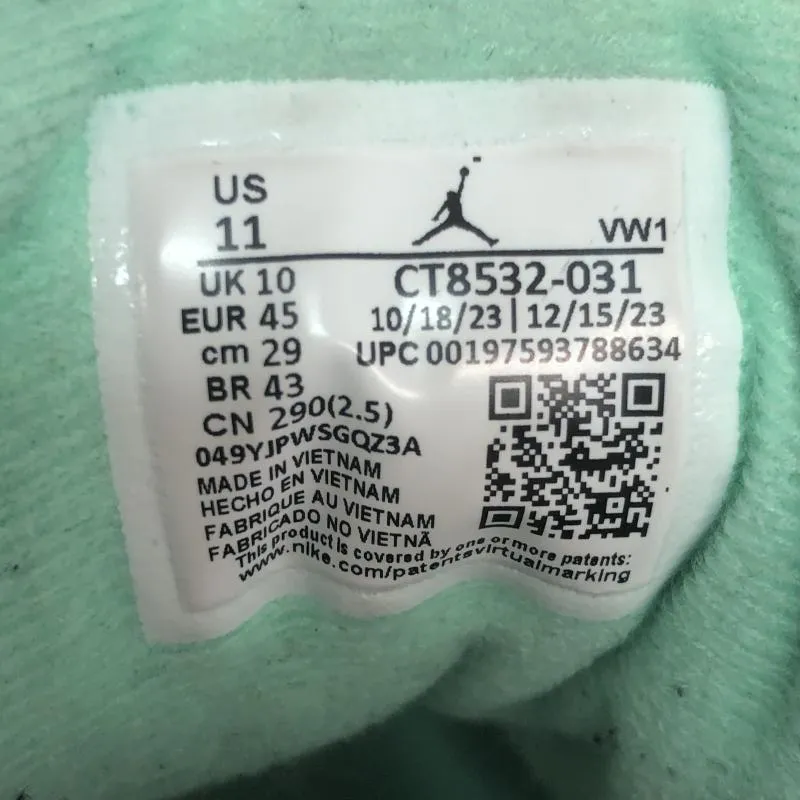 US
11
VW1
UK 10
CT8532-031
EUR 45
10/18/23 | 12/15/23
cm 29
UPC 00197593788634
BR 43
CN 290(2.5)
049YJPWSGQZ3A
MADE IN VIETNAM
HECHO EN VIETNAM
FABRIQUE AU VIETNAM
FABRICADO NO VIETNÃ
This product is covered by one or more patents:
www.nike.com/patentsvirtualmarking